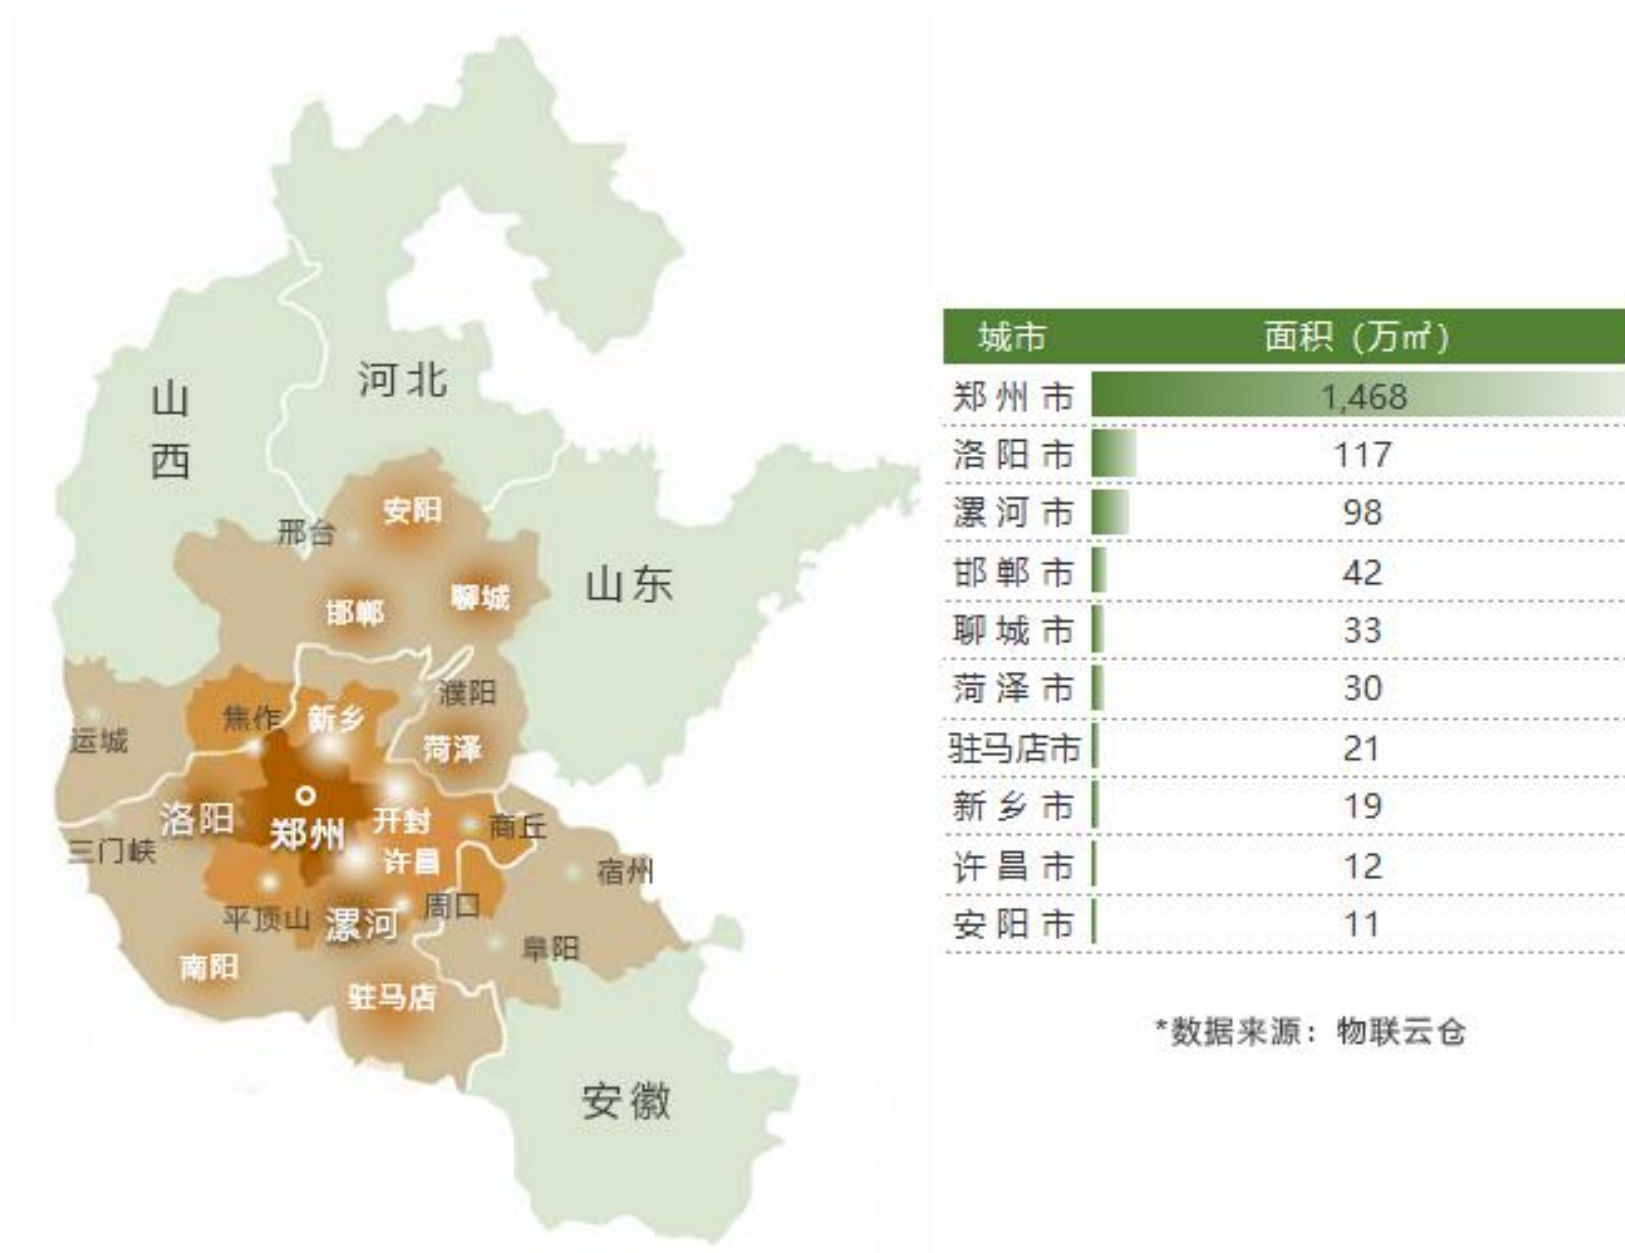 河北
山西
安阳
邢台
山东
邯郸
聊城
濮阳
焦作
新乡
运城
菏泽
洛阳
郑州
开封
商丘
三门峡
许昌
宿州
平顶山
漯河
周口
阜阳
南阳
驻马店
安徽
城市 面积（万㎡）
郑州市 1,468
洛阳市 117
漯河市 98
邯郸市 42
聊城市 33
菏泽市 30
驻马店市 21
新乡市 19
许昌市 12
安阳市 11
*数据来源：物联云仓